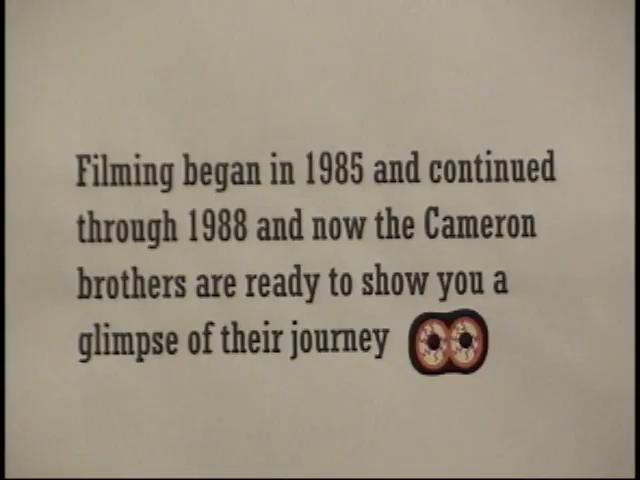 Filming began in 1985 and continued
through 1988 and now the Cameron
brothers are ready to show you a
glimpse of their journey